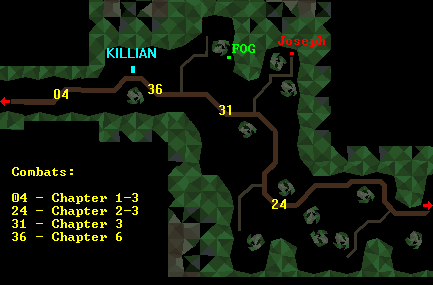 Joseph
FOG
KILLIAN
04
36
31
24
Combats:
04 - Chapter 1-3
24 - Chapter 2-3
31 - Chapter 3
36 - Chapter 6